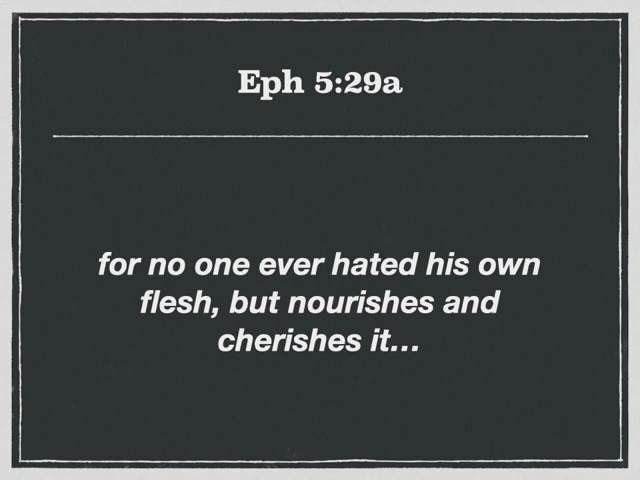 Eph 5:29a
for no one ever hated his own
flesh, but nourishes and
cherishes it...